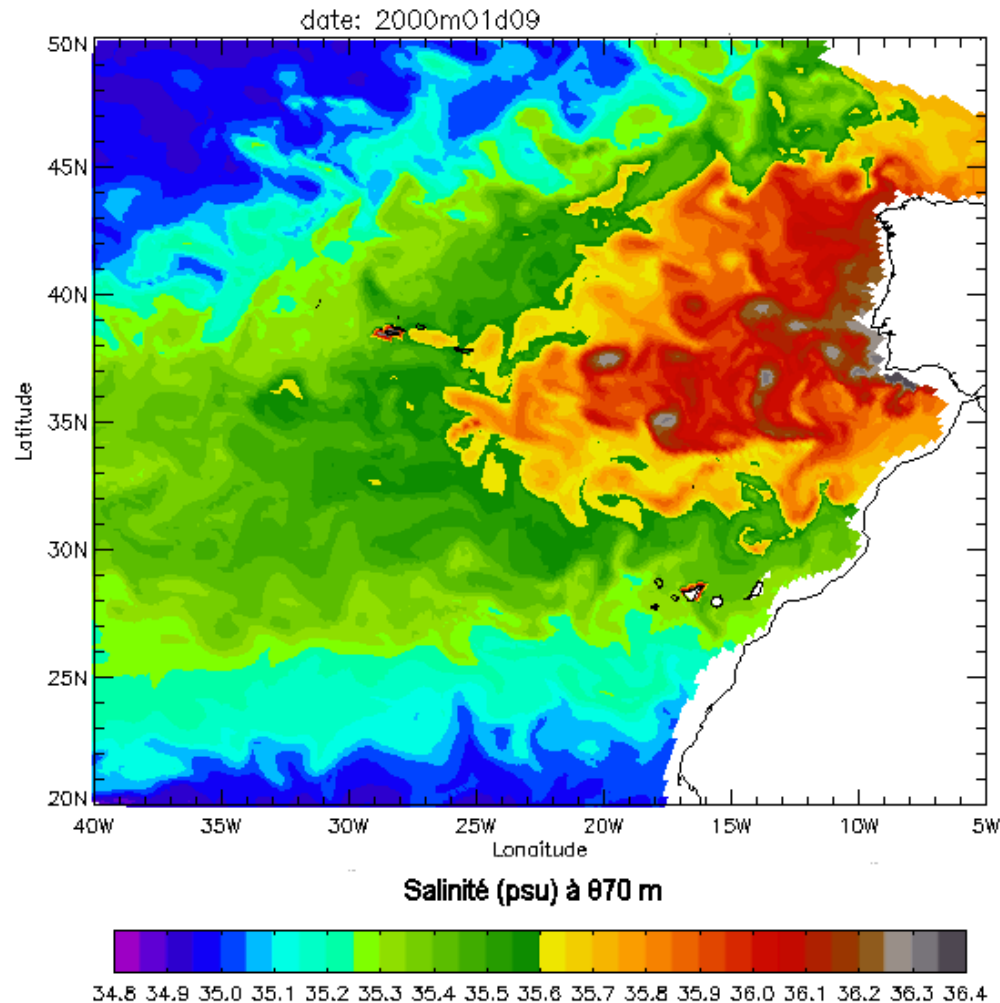 date: 2000m01d09
50N
45N
40N
35N
30N
25N
20N
Latitude
40W 35W 30W 25W 20W 15W 10W 5W
Longitude
Salinité (psu) à 870 m
34.8 34.9 35.0 35.1 35.2 35.3 35.4 35.5 35.6 35.7 35.8 35.9 36.0 36.1 36.2 36.3 36.4